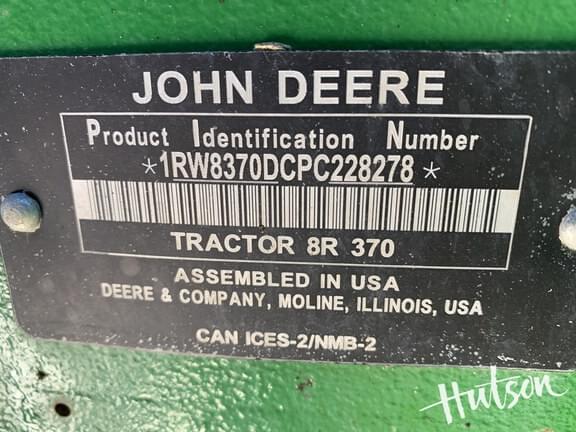 JOHN DEERE
Product Identification Number
*1RW8370DCPC228278*
TRACTOR 8R 370
ASSEMBLED IN USA
DEERE & COMPANY, MOLINE, ILLINOIS, USA
CAN ICES-2/NMB-2
Hutson